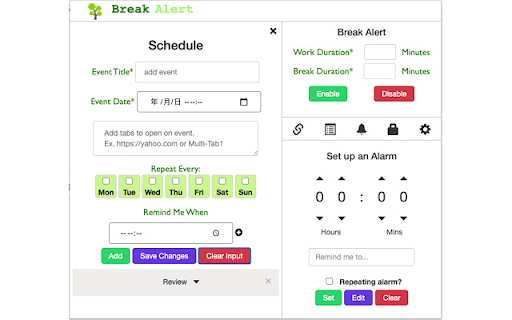 Break Alert
Schedule
Event Title* add event
Event Date* 年 /月/日 --:--
Add tabs to open on event.
Ex. https://yahoo.com or Multi-Tab1
Repeat Every:
Mon Tue Wed Thu Fri Sat Sun
Remind Me When
--:--
Add Save Changes Clear Input
Review
Break Alert
Work Duration* Minutes
Break Duration* Minutes
Enable Disable
Set up an Alarm
0 0 : 0 0
Hours Mins
Remind me to...
Repeating alarm?
Set Edit Clear